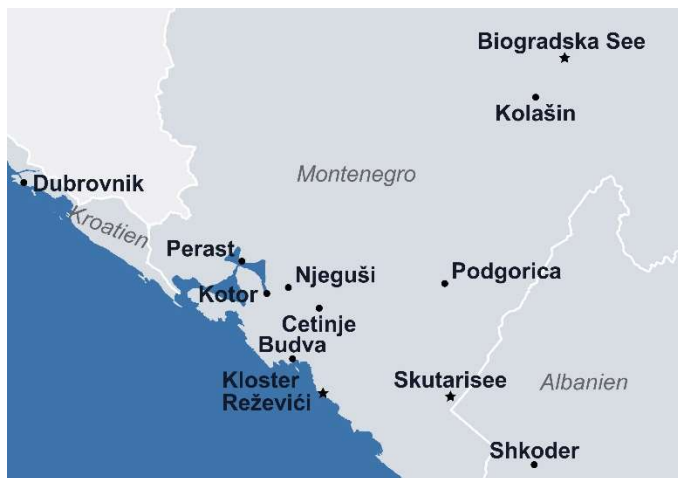 Biogradska See
Kolašin
Montenegro
Dubrovnik
Kroatien
Perast
Njeguši
Podgorica
Kotor
Cetinje
Budva
Kloster
Reževići
Skutarisee
Albanien
Shkoder